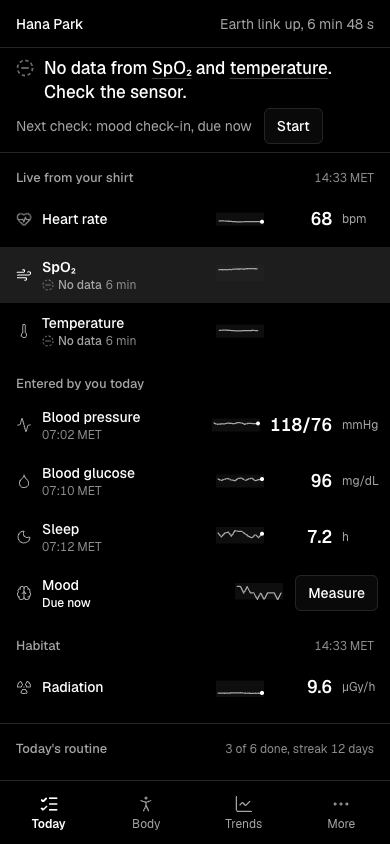 Hana Park
Earth link up, 6 min 48 s
No data from SpO₂ and temperature.
Check the sensor.
Next check: mood check-in, due now
Start
Live from your shirt
14:33 MET
Heart rate
68 bpm
SpO₂
No data 6 min
Temperature
No data 6 min
Entered by you today
Blood pressure
118/76 mmHg
07:02 MET
Blood glucose
96 mg/dL
07:10 MET
Sleep
7.2 h
07:12 MET
Mood
Due now
Measure
Habitat
14:33 MET
Radiation
9.6 µGy/h
Today's routine
3 of 6 done, streak 12 days
Today
Body
Trends
More